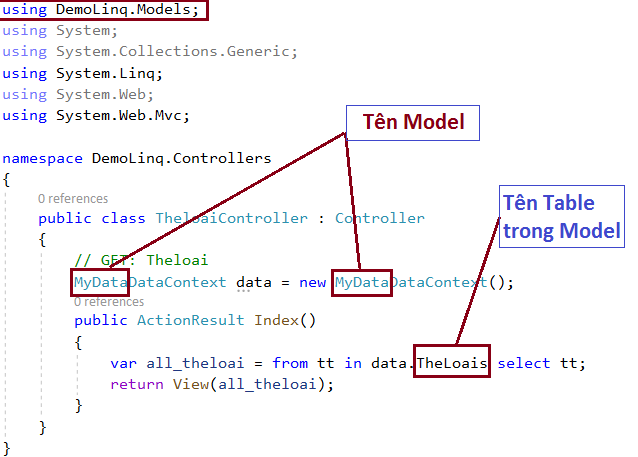 using DemoLinq.Models;
using System;
using System.Collections.Generic;
using System.Linq;
using System.Web;
using System.Web.Mvc;
Tên Model
namespace DemoLinq.Controllers
{
0 references
public class TheloaiController : Controller
Tên Table
trong Model
{
// GET: Theloai
MyDataDataContext data = new MyDataDataContext();
0 references
public ActionResult Index()
{
var all_theloai = from tt in data.TheLoais select tt;
return View(all_theloai);
}
}
}